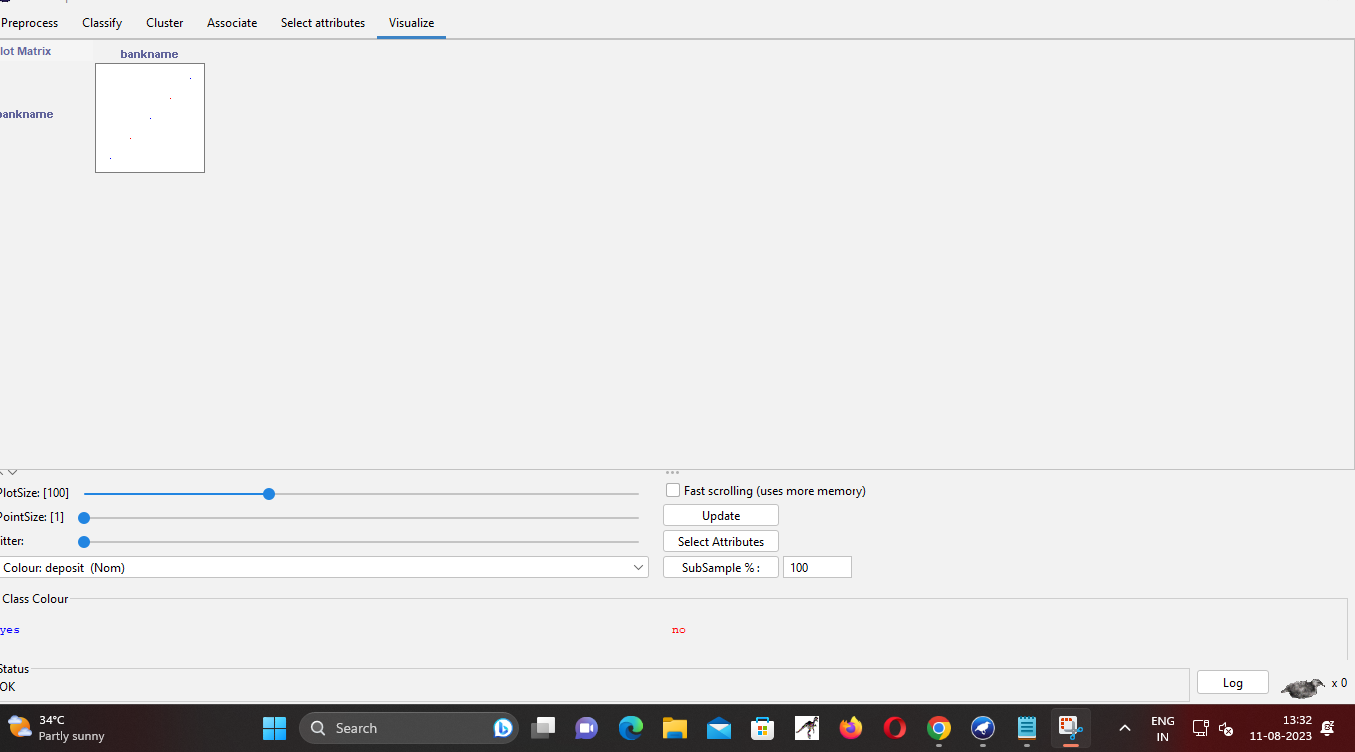 Preprocess Classify Cluster Associate Select attributes Visualize
lot Matrix
bankname
bankname
PlotSize: [100]
Fast scrolling (uses more memory)
PointSize: [1]
Update
itter:
Select Attributes
Colour: deposit (Nom)
SubSample % :
100
Class Colour
yes
no
Status
OK
Log
x 0
34°C
Partly sunny
Search
ENG
IN
13:32
11-08-2023